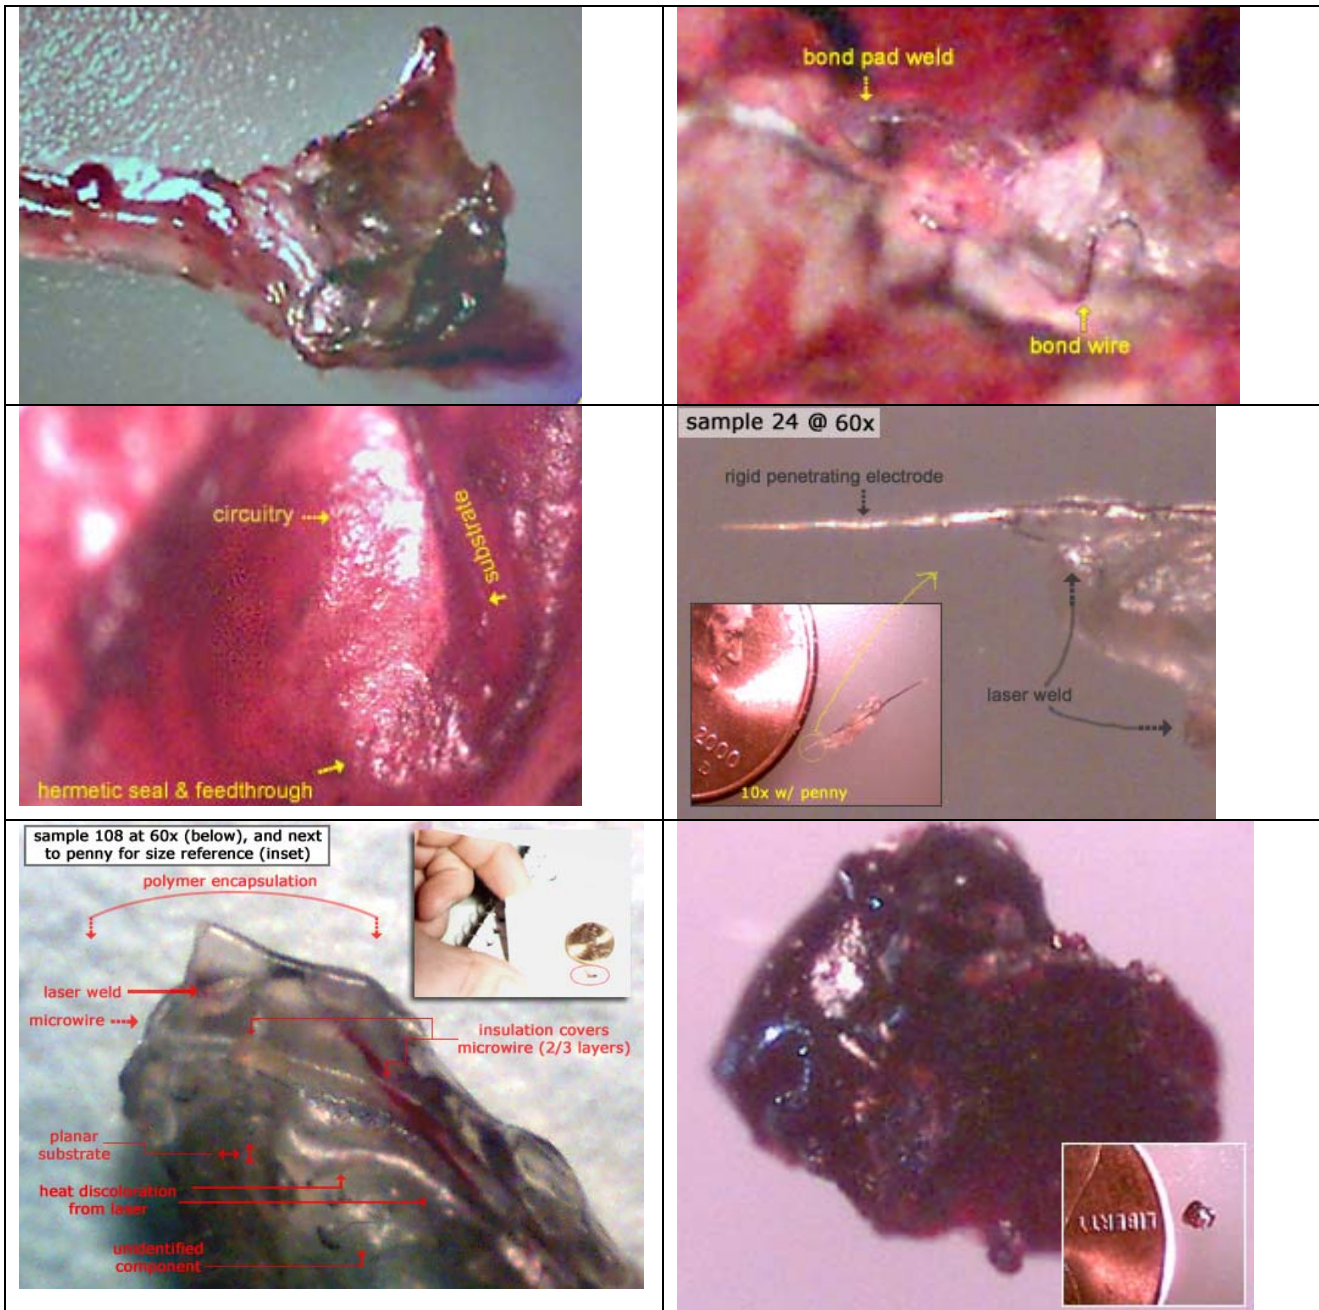 bond pad weld
bond wire
circuitry
substrate
hermetic seal & feedthrough
sample 24 @ 60x
rigid penetrating electrode
laser weld
2000
D
10x w/ penny
sample 108 at 60x (below), and next
to penny for size reference (inset)
polymer encapsulation
laser weld
microwire
insulation covers
microwire (2/3 layers)
planar
substrate
heat discoloration
from laser
unidentified
component
LIBERTY